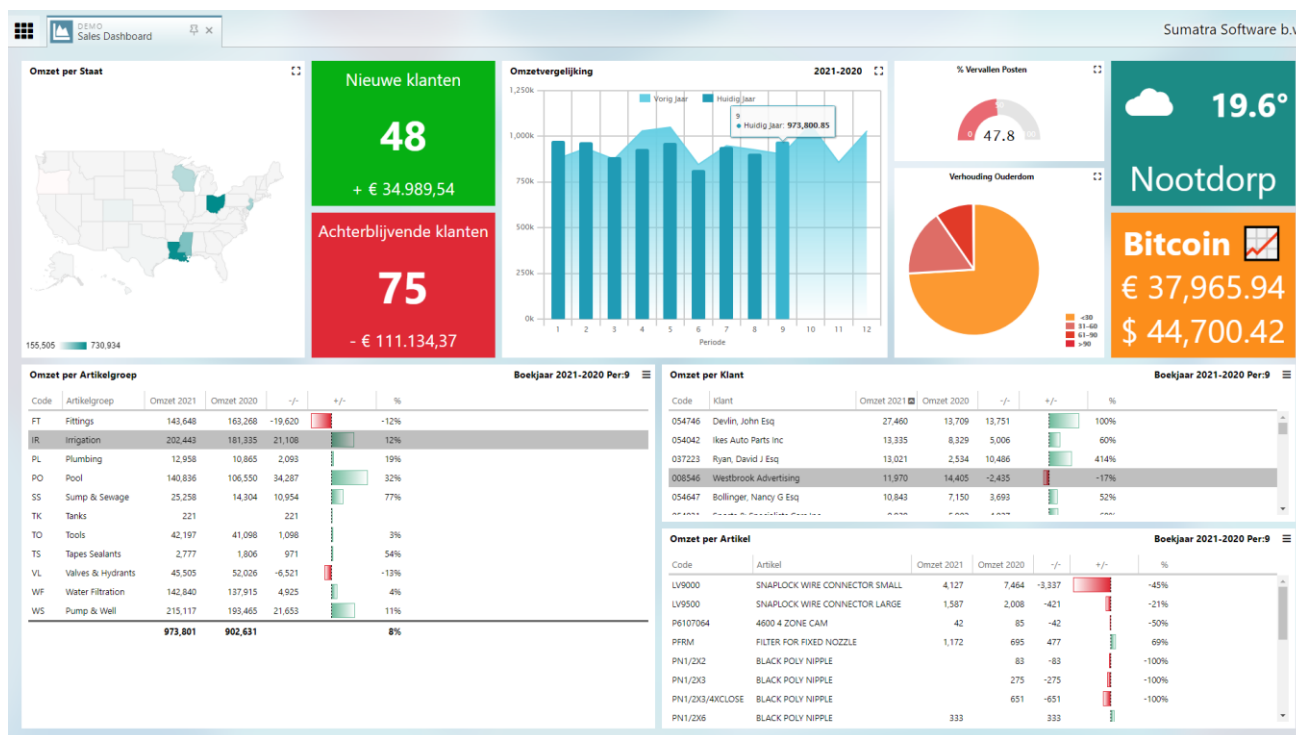 DEMO
Sales Dashboard
Sumatra Software b.v
Omzet per Staat
155,505 730,934
Nieuwe klanten
48
+ € 34.989,54
Achterblijvende klanten
75
- € 111.134,37
Omzetvergelijking 2021-2020
Vorig Jaar Huidig Jaar
1,250k
1,000k
750k
500k
250k
0k
9
Huidig Jaar: 973,800.85
1 2 3 4 5 6 7 8 9 10 11 12
Periode
% Vervallen Posten
0
47.8
Verhouding Ouderdom
<30
31-60
61-90
>90
19.6°
Nootdorp
Bitcoin
€ 37,965.94
$ 44,700.42
Omzet per Artikelgroep Boekjaar 2021-2020 Per:9
Code Artikelgroep Omzet 2021 Omzet 2020 -/- +/- %
FT Fittings 143,648 163,268 -19,620 -12%
IR Irrigation 202,443 181,335 21,108 12%
PL Plumbing 12,958 10,865 2,093 19%
PO Pool 140,836 106,550 34,287 32%
SS Sump & Sewage 25,258 14,304 10,954 77%
TK Tanks 221 221
TO Tools 42,197 41,098 1,098 3%
TS Tapes Sealants 2,777 1,806 971 54%
VL Valves & Hydrants 45,505 52,026 -6,521 -13%
WF Water Filtration 142,840 137,915 4,925 4%
WS Pump & Well 215,117 193,465 21,653 11%
973,801 902,631 8%
Omzet per Klant Boekjaar 2021-2020 Per:9
Code Klant Omzet 2021 Omzet 2020 -/- +/- %
054746 Devlin, John Esq 27,460 13,709 13,751 100%
054042 Ikes Auto Parts Inc 13,335 8,329 5,006 60%
037223 Ryan, David J Esq 13,021 2,534 10,486 414%
008546 Westbrook Advertising 11,970 14,405 -2,435 -17%
054647 Bollinger, Nancy G Esq 10,843 7,150 3,693 52%
Omzet per Artikel Boekjaar 2021-2020 Per:9
Code Artikel Omzet 2021 Omzet 2020 -/- +/- %
LV9000 SNAPLOCK WIRE CONNECTOR SMALL 4,127 7,464 -3,337 -45%
LV9500 SNAPLOCK WIRE CONNECTOR LARGE 1,587 2,008 -421 -21%
P6107064 4600 4 ZONE CAM 42 85 -42 -50%
PFRM FILTER FOR FIXED NOZZLE 1,172 695 477 69%
PN1/2X2 BLACK POLY NIPPLE 83 -83 -100%
PN1/2X3 BLACK POLY NIPPLE 275 -275 -100%
PN1/2X3/4XCLOSE BLACK POLY NIPPLE 651 -651 -100%
PN1/2X6 BLACK POLY NIPPLE 333 333